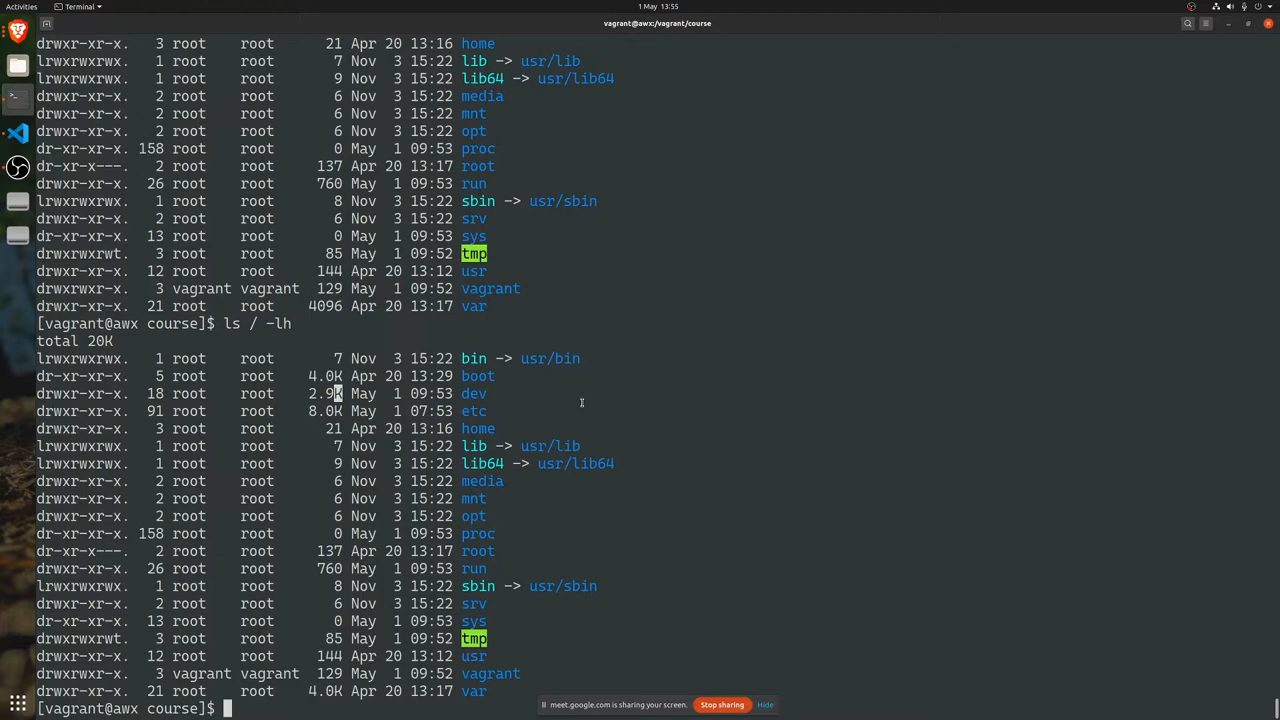 Activities Terminal 1 May 13:55
vagrant@awx:/vagrant/course
drwxr-xr-x. 3 root root 21 Apr 20 13:16 home
lrwxrwxrwx. 1 root root 7 Nov 3 15:22 lib -> usr/lib
lrwxrwxrwx. 1 root root 9 Nov 3 15:22 lib64 -> usr/lib64
drwxr-xr-x. 2 root root 6 Nov 3 15:22 media
drwxr-xr-x. 2 root root 6 Nov 3 15:22 mnt
drwxr-xr-x. 2 root root 6 Nov 3 15:22 opt
dr-xr-xr-x. 158 root root 0 May 1 09:53 proc
dr-xr-x---. 2 root root 137 Apr 20 13:17 root
drwxr-xr-x. 26 root root 760 May 1 09:53 run
lrwxrwxrwx. 1 root root 8 Nov 3 15:22 sbin -> usr/sbin
drwxr-xr-x. 2 root root 6 Nov 3 15:22 srv
dr-xr-xr-x. 13 root root 0 May 1 09:53 sys
drwxrwxrwt. 3 root root 85 May 1 09:52 tmp
drwxr-xr-x. 12 root root 144 Apr 20 13:12 usr
drwxr-xr-x. 3 vagrant vagrant 129 May 1 09:52 vagrant
drwxr-xr-x. 21 root root 4096 Apr 20 13:17 var
[vagrant@awx course]$ ls / -lh
total 20K
lrwxrwxrwx. 1 root root 7 Nov 3 15:22 bin -> usr/bin
dr-xr-xr-x. 5 root root 4.0K Apr 20 13:29 boot
drwxr-xr-x. 18 root root 2.9K May 1 09:53 dev
drwxr-xr-x. 91 root root 8.0K May 1 07:53 etc
drwxr-xr-x. 3 root root 21 Apr 20 13:16 home
lrwxrwxrwx. 1 root root 7 Nov 3 15:22 lib -> usr/lib
lrwxrwxrwx. 1 root root 9 Nov 3 15:22 lib64 -> usr/lib64
drwxr-xr-x. 2 root root 6 Nov 3 15:22 media
drwxr-xr-x. 2 root root 6 Nov 3 15:22 mnt
drwxr-xr-x. 2 root root 6 Nov 3 15:22 opt
dr-xr-xr-x. 158 root root 0 May 1 09:53 proc
dr-xr-x---. 2 root root 137 Apr 20 13:17 root
drwxr-xr-x. 26 root root 760 May 1 09:53 run
lrwxrwxrwx. 1 root root 8 Nov 3 15:22 sbin -> usr/sbin
drwxr-xr-x. 2 root root 6 Nov 3 15:22 srv
dr-xr-xr-x. 13 root root 0 May 1 09:53 sys
drwxrwxrwt. 3 root root 85 May 1 09:52 tmp
drwxr-xr-x. 12 root root 144 Apr 20 13:12 usr
drwxr-xr-x. 3 vagrant vagrant 129 May 1 09:52 vagrant
drwxr-xr-x. 21 root root 4.0K Apr 20 13:17 var
[vagrant@awx course]$
meet.google.com is sharing your screen. Stop sharing Hide